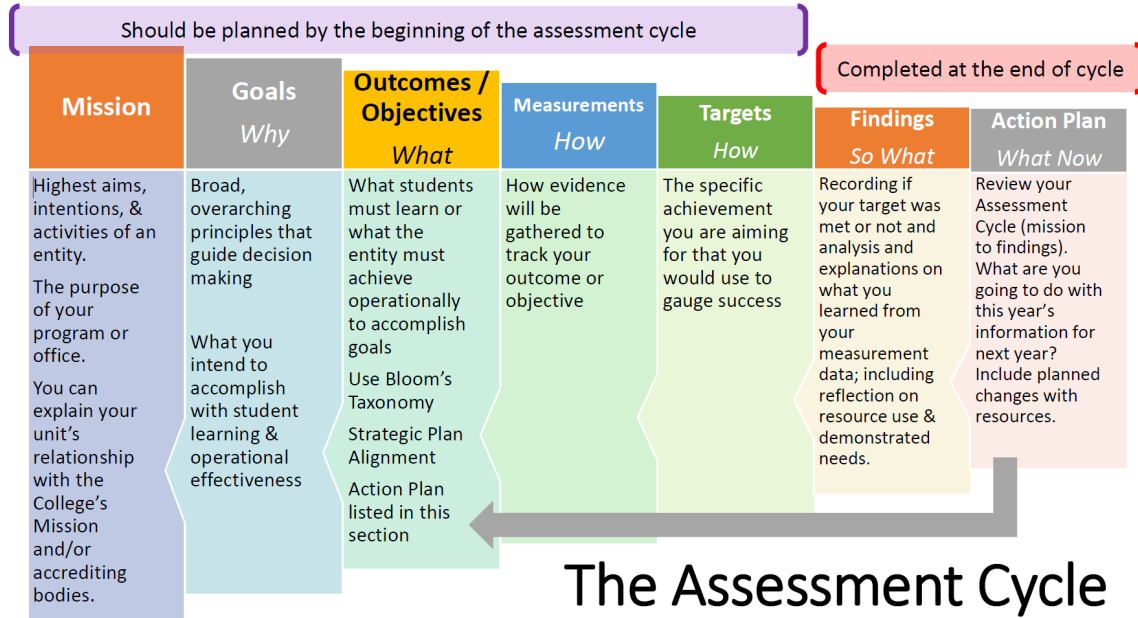 Should be planned by the beginning of the assessment cycle
Completed at the end of cycle
Mission
Highest aims,
intentions, &
activities of an
entity.
The purpose
of your
program or
office.
You can
explain your
unit's
relationship
with the
College's
Mission
and/or
accrediting
bodies.
Goals
Why
Broad,
overarching
principles that
guide decision
making
What you
intend to
accomplish
with student
learning &
operational
effectiveness
Outcomes /
Objectives
What
What students
must learn or
what the
entity must
achieve
operationally
to accomplish
goals
Use Bloom's
Taxonomy
Strategic Plan
Alignment
Action Plan
listed in this
section
Measurements
How
How evidence
will be
gathered to
track your
outcome or
objective
Targets
How
The specific
achievement
you are aiming
for that you
would use to
gauge success
Findings
So What
Recording if
your target was
met or not and
analysis and
explanations on
what you
learned from
your
measurement
data; including
reflection on
resource use &
demonstrated
needs.
Action Plan
What Now
Review your
Assessment
Cycle (mission
to findings).
What are you
going to do with
this year's
information for
next year?
Include planned
changes with
resources.
The Assessment Cycle